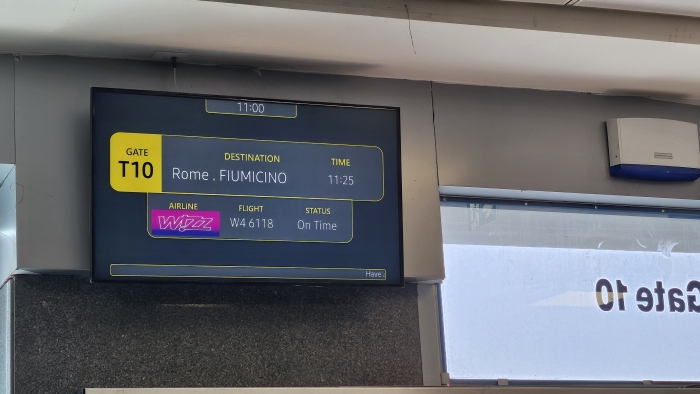 11:00
GATE
T10
DESTINATION
TIME
Rome . FIUMICINO
11:25
AIRLINE
FLIGHT
STATUS
WIZZ
W4 6118
On Time
Have
Gate 10